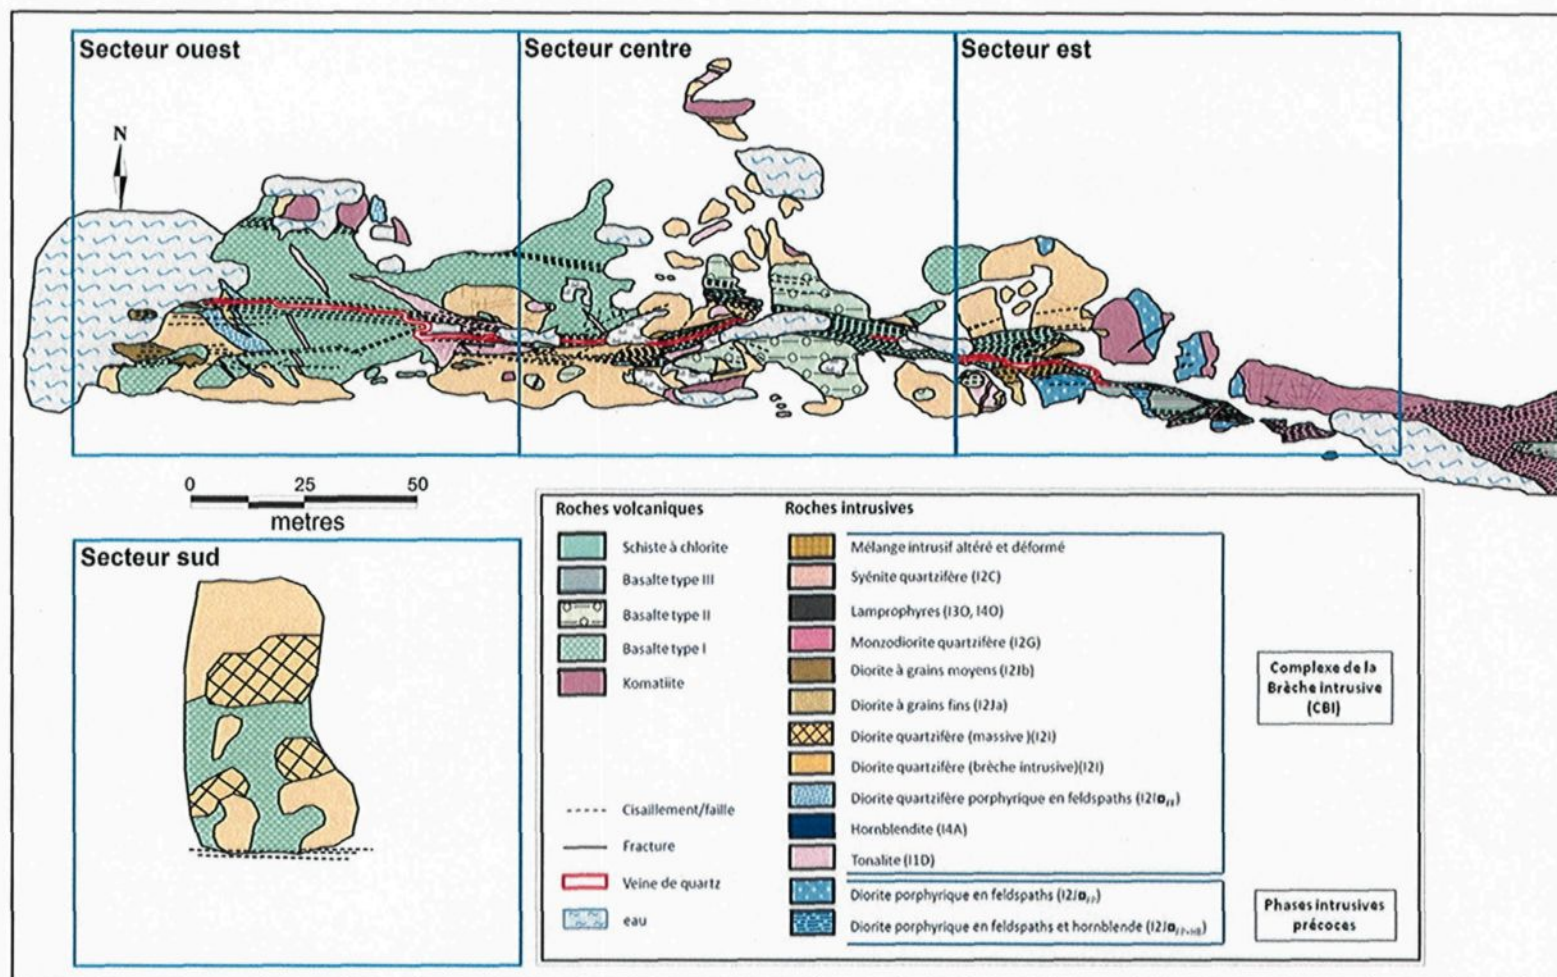 Secteur ouest
Secteur centre
Secteur est
N
0 25 50
metres
Secteur sud
Roches volcaniques
Schiste à chlorite
Basalte type III
Basalte type II
Basalte type I
Komatiite
Cisaillement/faille
Fracture
Veine de quartz
eau
Roches intrusives
Mélange intrusif altéré et déformé
Syénite quartzifère (I2C)
Lamprophyres (I3O, I4O)
Monzodiorite quartzifère (I2G)
Diorite à grains moyens (I2Jb)
Diorite à grains fins (I2Ja)
Diorite quartzifère (massive )(I2I)
Diorite quartzifère (brèche intrusive)(I2I)
Diorite quartzifère porphyrique en feldspaths
Hornblendite (I4A)
Tonalite (I1D)
Diorite porphyrique en feldspaths
Diorite porphyrique en feldspaths et hornblende
Complexe de la
Brèche intrusive
(CBI)
Phases intrusives
précoces